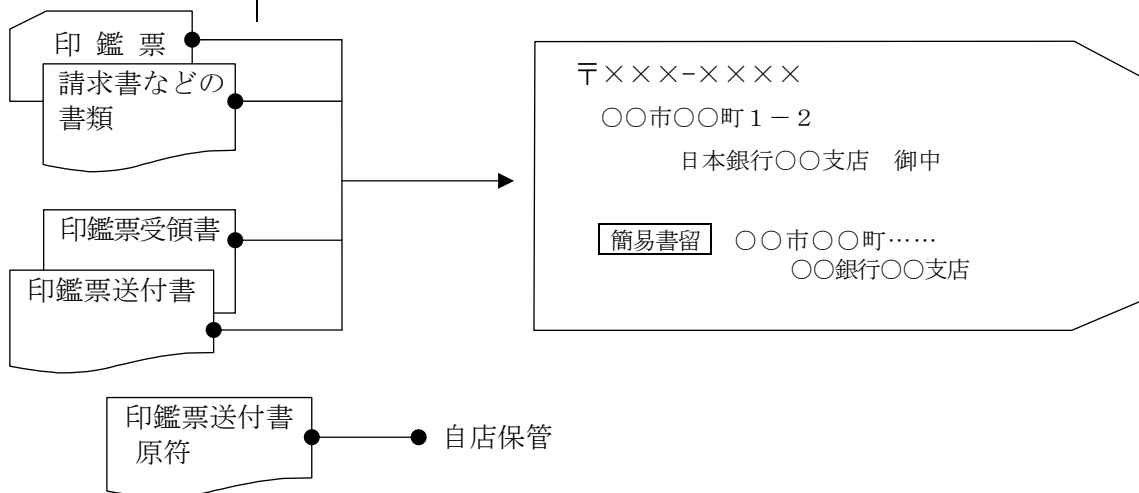 印 鑑 票
請求書などの
書類
印鑑票受領書
印鑑票送付書
印鑑票送付書
原符
自店保管
〒×××-××××
○○市○○町1-2
日本銀行○○支店 御中
簡易書留 ○○市○○町……
○○銀行○○支店